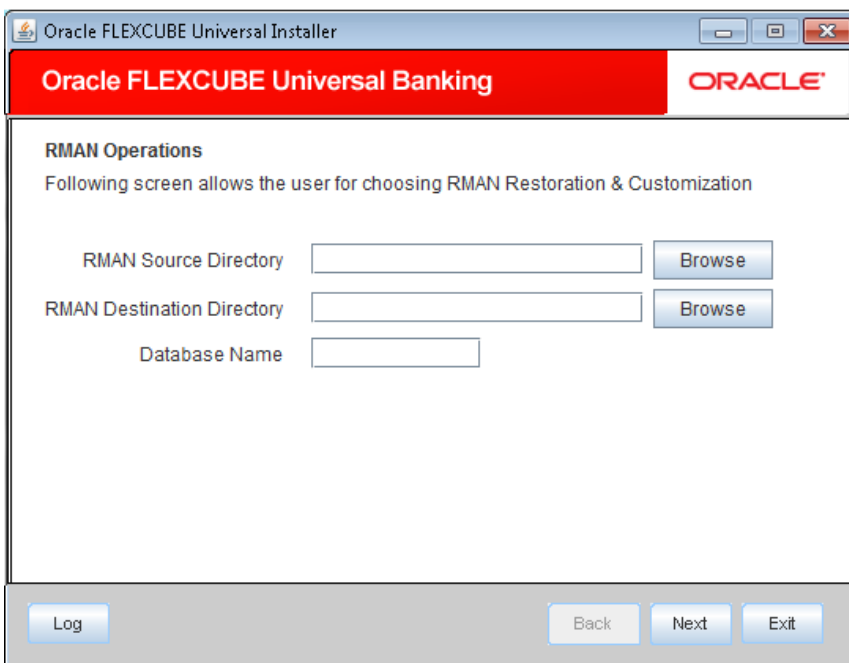 Oracle FLEXCUBE Universal Installer
Oracle FLEXCUBE Universal Banking
ORACLE
RMAN Operations
Following screen allows the user for choosing RMAN Restoration & Customization
RMAN Source Directory
Browse
RMAN Destination Directory
Browse
Database Name
Log
Back
Next
Exit